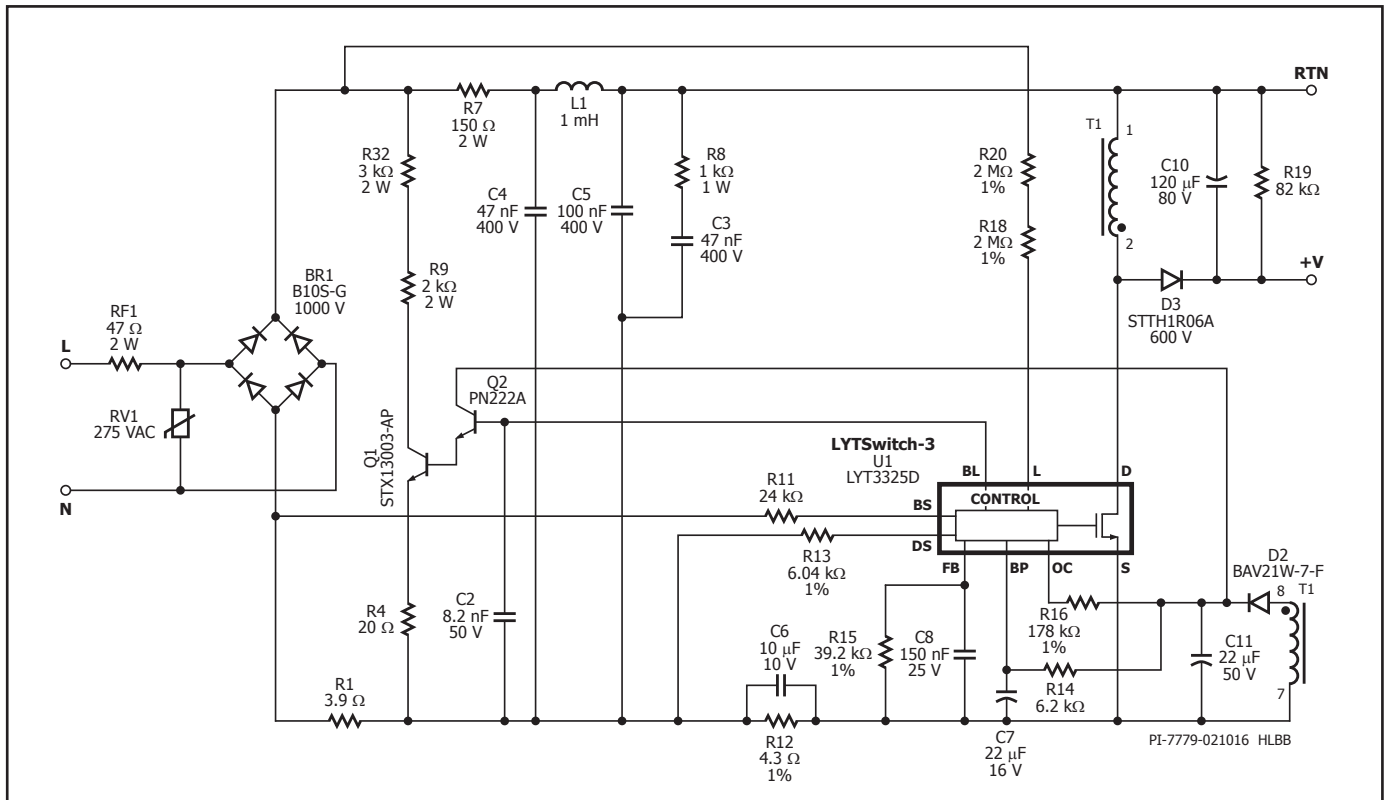 RTN
R7
150 Ω
2 W
L1
1 mH
R32
3 kΩ
2 W
C4
47 nF
400 V
C5
100 nF
400 V
R8
1 kΩ
1 W
C3
47 nF
400 V
R20
2 MΩ
1%
R18
2 MΩ
1%
T1
1
2
C10
120 µF
80 V
R19
82 kΩ
+V
D3
STTH1R06A
600 V
BR1
B10S-G
1000 V
R9
2 kΩ
2 W
RF1
47 Ω
2 W
L
RV1
275 VAC
N
Q2
PN222A
Q1
STX13003-AP
LYTSwitch-3
U1
LYT3325D
BL
L
D
CONTROL
BS
DS
FB
BP
OC
S
R11
24 kΩ
R13
6.04 kΩ
1%
D2
BAV21W-7-F
8
T1
7
R4
20 Ω
C2
8.2 nF
50 V
C6
10 µF
10 V
R15
39.2 kΩ
1%
C8
150 nF
25 V
R16
178 kΩ
1%
R14
6.2 kΩ
C11
22 µF
50 V
R1
3.9 Ω
R12
4.3 Ω
1%
C7
22 µF
16 V
PI-7779-021016 HLBB